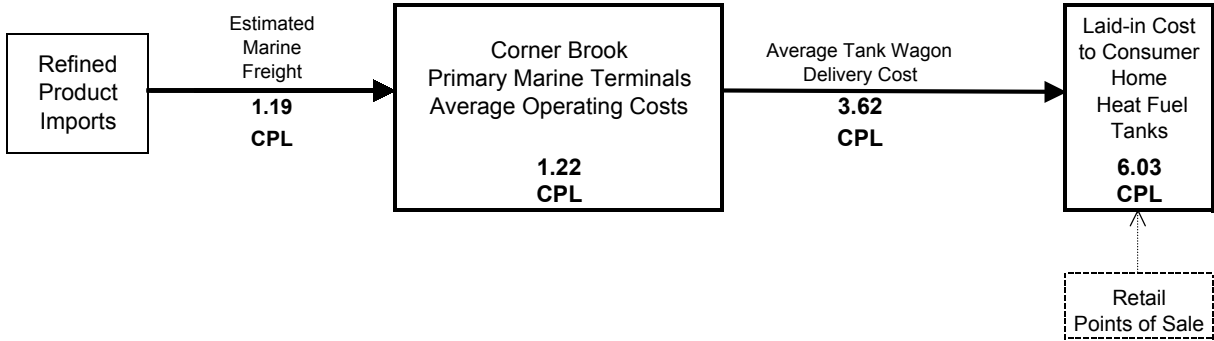 Refined
Product
Imports
Estimated
Marine
Freight
1.19
CPL
Corner Brook
Primary Marine Terminals
Average Operating Costs
1.22
CPL
Average Tank Wagon
Delivery Cost
3.62
CPL
Laid-in Cost
to Consumer
Home
Heat Fuel
Tanks
6.03
CPL
Retail
Points of Sale